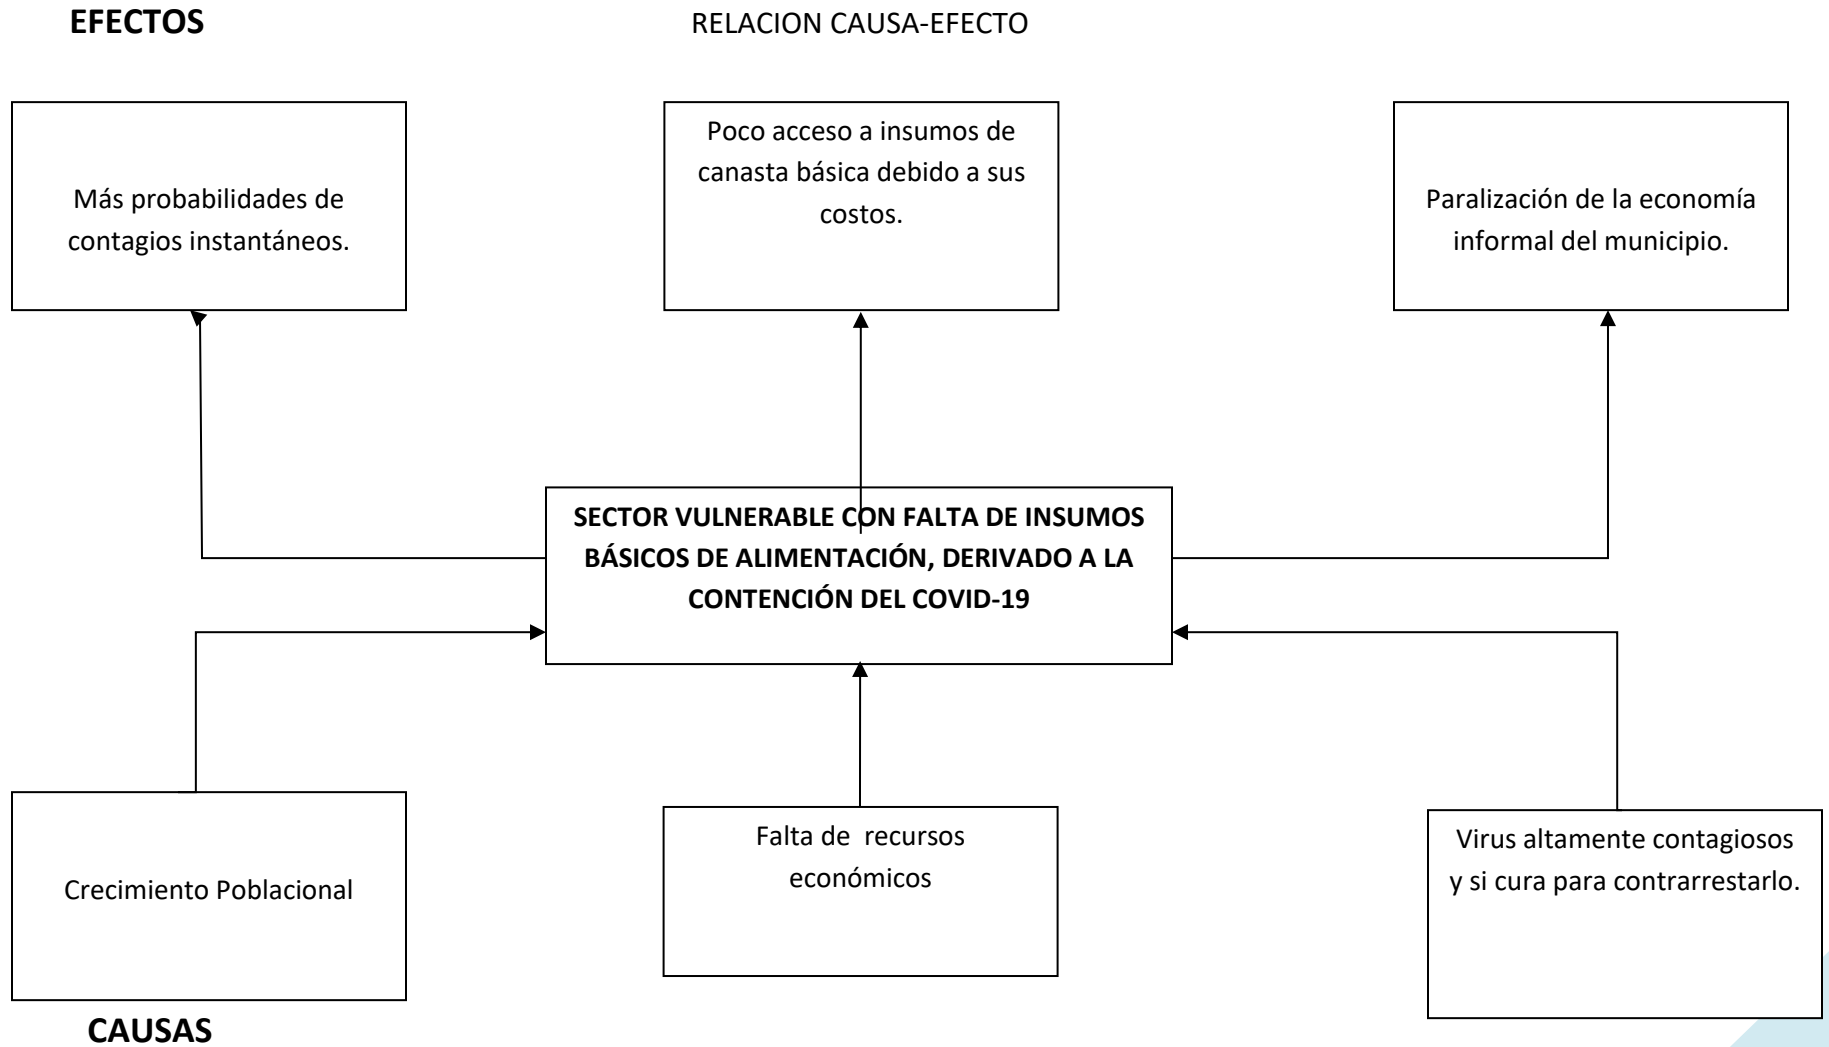 EFECTOS
RELACION CAUSA-EFECTO
Más probabilidades de
contagios instantáneos.
Poco acceso a insumos de
canasta básica debido a sus
costos.
Paralización de la economía
informal del municipio.
SECTOR VULNERABLE CON FALTA DE INSUMOS
BÁSICOS DE ALIMENTACIÓN, DERIVADO A LA
CONTENCIÓN DEL COVID-19
Crecimiento Poblacional
Falta de  recursos
económicos
Virus altamente contagiosos
y si cura para contrarrestarlo.
CAUSAS